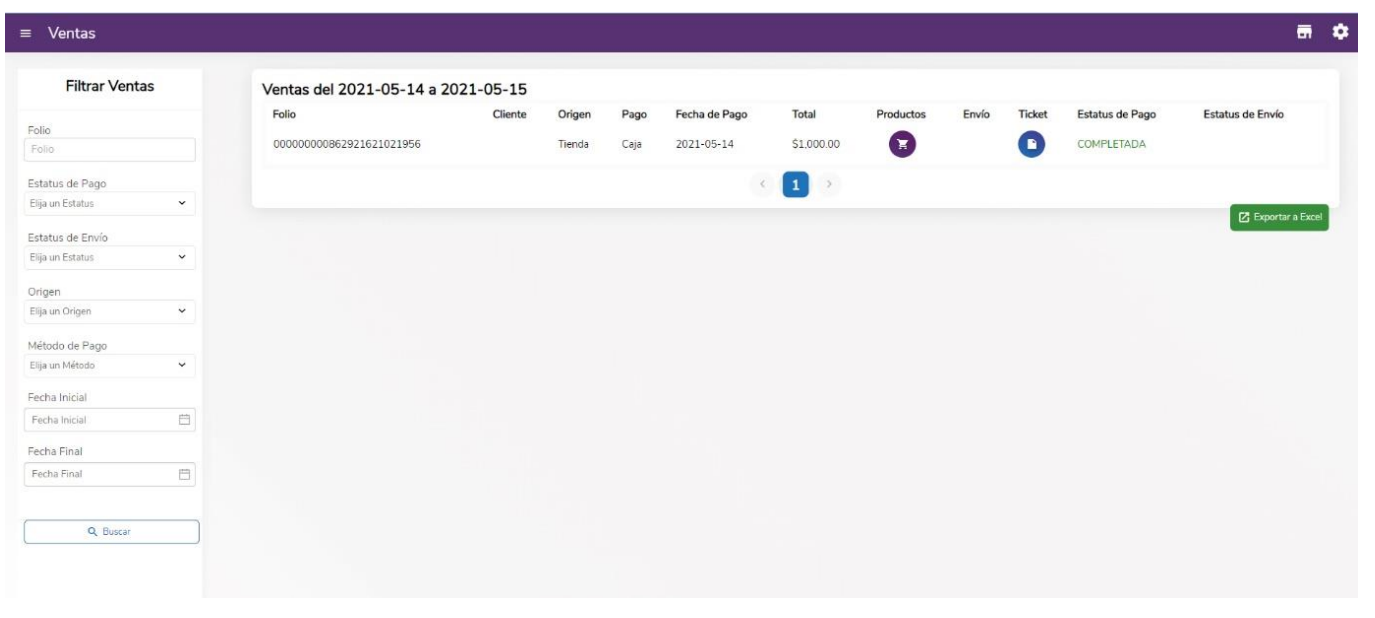 Ventas
Filtrar Ventas
Folio
Folio
Estatus de Pago
Elija un Estatus
Estatus de Envío
Elija un Estatus
Origen
Elija un Origen
Método de Pago
Elija un Método
Fecha Inicial
Fecha Inicial
Fecha Final
Fecha Final
Buscar
Ventas del 2021-05-14 a 2021-05-15
Folio Cliente Origen Pago Fecha de Pago Total Productos Envío Ticket Estatus de Pago Estatus de Envío
000000000862921621021956 Tienda Caja 2021-05-14 $1,000.00 COMPLETADA
1
Exportar a Excel